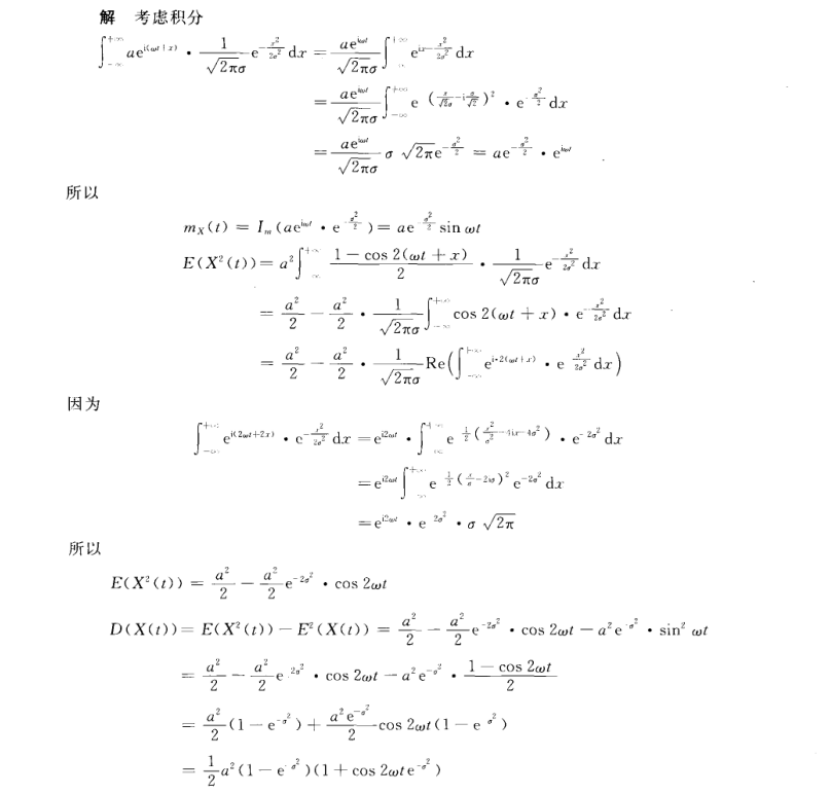 解 考虑积分
$\int_{-\infty}^{+\infty} ae^{i(\omega t+x)} \cdot \frac{1}{\sqrt{2\pi}\sigma} e^{-\frac{x^2}{2\sigma^2}} dx = \frac{ae^{i\omega t}}{\sqrt{2\pi}\sigma} \int_{-\infty}^{+\infty} e^{ix-\frac{x^2}{2\sigma^2}} dx$
$= \frac{ae^{i\omega t}}{\sqrt{2\pi}\sigma} \int_{-\infty}^{+\infty} e^{-\left(\frac{x}{\sqrt{2}\sigma}-i\frac{\sigma}{\sqrt{2}}\right)^2} \cdot e^{-\frac{\sigma^2}{2}} dx$
$= \frac{ae^{i\omega t}}{\sqrt{2\pi}\sigma} \sigma \sqrt{2\pi} e^{-\frac{\sigma^2}{2}} = ae^{-\frac{\sigma^2}{2}} \cdot e^{i\omega t}$
所以
$m_X(t) = I_m(ae^{i\omega t} \cdot e^{-\frac{\sigma^2}{2}}) = ae^{-\frac{\sigma^2}{2}} \sin \omega t$
$E(X^2(t)) = a^2 \int_{-\infty}^{+\infty} \frac{1-\cos 2(\omega t+x)}{2} \cdot \frac{1}{\sqrt{2\pi}\sigma} e^{-\frac{x^2}{2\sigma^2}} dx$
$= \frac{a^2}{2} - \frac{a^2}{2} \cdot \frac{1}{\sqrt{2\pi}\sigma} \int_{-\infty}^{+\infty} \cos 2(\omega t+x) \cdot e^{-\frac{x^2}{2\sigma^2}} dx$
$= \frac{a^2}{2} - \frac{a^2}{2} \cdot \frac{1}{\sqrt{2\pi}\sigma} \text{Re}\left(\int_{-\infty}^{+\infty} e^{i \cdot 2(\omega t+x)} \cdot e^{-\frac{x^2}{2\sigma^2}} dx\right)$
因为
$\int_{-\infty}^{+\infty} e^{i(2\omega t+2x)} \cdot e^{-\frac{x^2}{2\sigma^2}} dx = e^{i2\omega t} \cdot \int_{-\infty}^{+\infty} e^{-\frac{1}{2}\left(\frac{x^2}{\sigma^2}-4ix-4\sigma^2\right)} \cdot e^{-2\sigma^2} dx$
$= e^{i2\omega t} \int_{-\infty}^{+\infty} e^{-\frac{1}{2}\left(\frac{x}{\sigma}-2i\sigma\right)^2} e^{-2\sigma^2} dx$
$= e^{i2\omega t} \cdot e^{-2\sigma^2} \cdot \sigma \sqrt{2\pi}$
所以
$E(X^2(t)) = \frac{a^2}{2} - \frac{a^2}{2} e^{-2\sigma^2} \cdot \cos 2\omega t$
$D(X(t)) = E(X^2(t)) - E^2(X(t)) = \frac{a^2}{2} - \frac{a^2}{2} e^{-2\sigma^2} \cdot \cos 2\omega t - a^2 e^{-\sigma^2} \cdot \sin^2 \omega t$
$= \frac{a^2}{2} - \frac{a^2}{2} e^{-2\sigma^2} \cdot \cos 2\omega t - a^2 e^{-\sigma^2} \cdot \frac{1-\cos 2\omega t}{2}$
$= \frac{a^2}{2}(1-e^{-\sigma^2}) + \frac{a^2 e^{-\sigma^2}}{2} \cos 2\omega t (1-e^{-\sigma^2})$
$= \frac{1}{2} a^2 (1-e^{-\sigma^2})(1+\cos 2\omega t e^{-\sigma^2})$